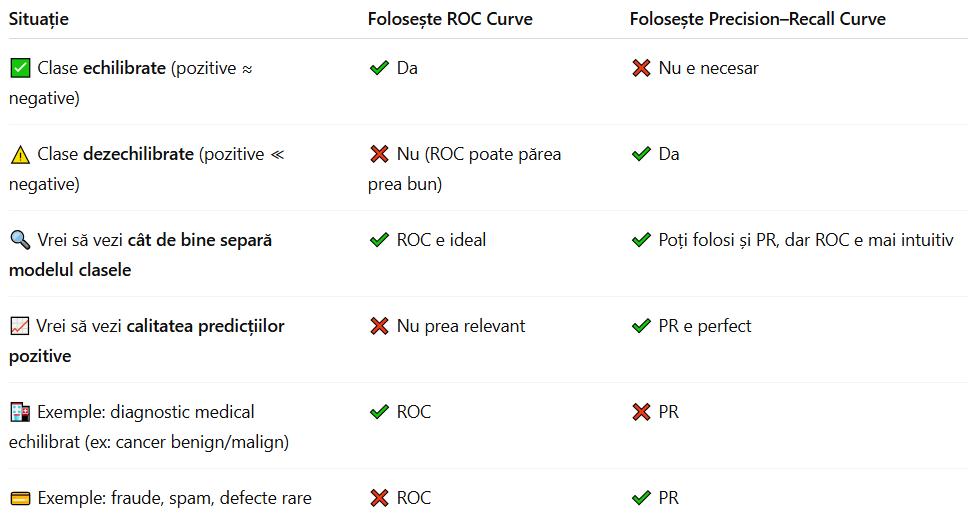 Situație Folosește ROC Curve Folosește Precision–Recall Curve
✅ Clase echilibrate (pozitive ≈ ✔ Da ❌ Nu e necesar
negative)
⚠️ Clase dezechilibrate (pozitive ≪ ❌ Nu (ROC poate părea ✔ Da
negative) prea bun)
🔍 Vrei să vezi cât de bine separă ✔ ROC e ideal ✔ Poți folosi și PR, dar ROC e mai intuitiv
modelul clasele
📈 Vrei să vezi calitatea predicțiilor ❌ Nu prea relevant ✔ PR e perfect
pozitive
🏥 Exemple: diagnostic medical ✔ ROC ❌ PR
echilibrat (ex: cancer benign/malign)
💳 Exemple: fraude, spam, defecte rare ❌ ROC ✔ PR